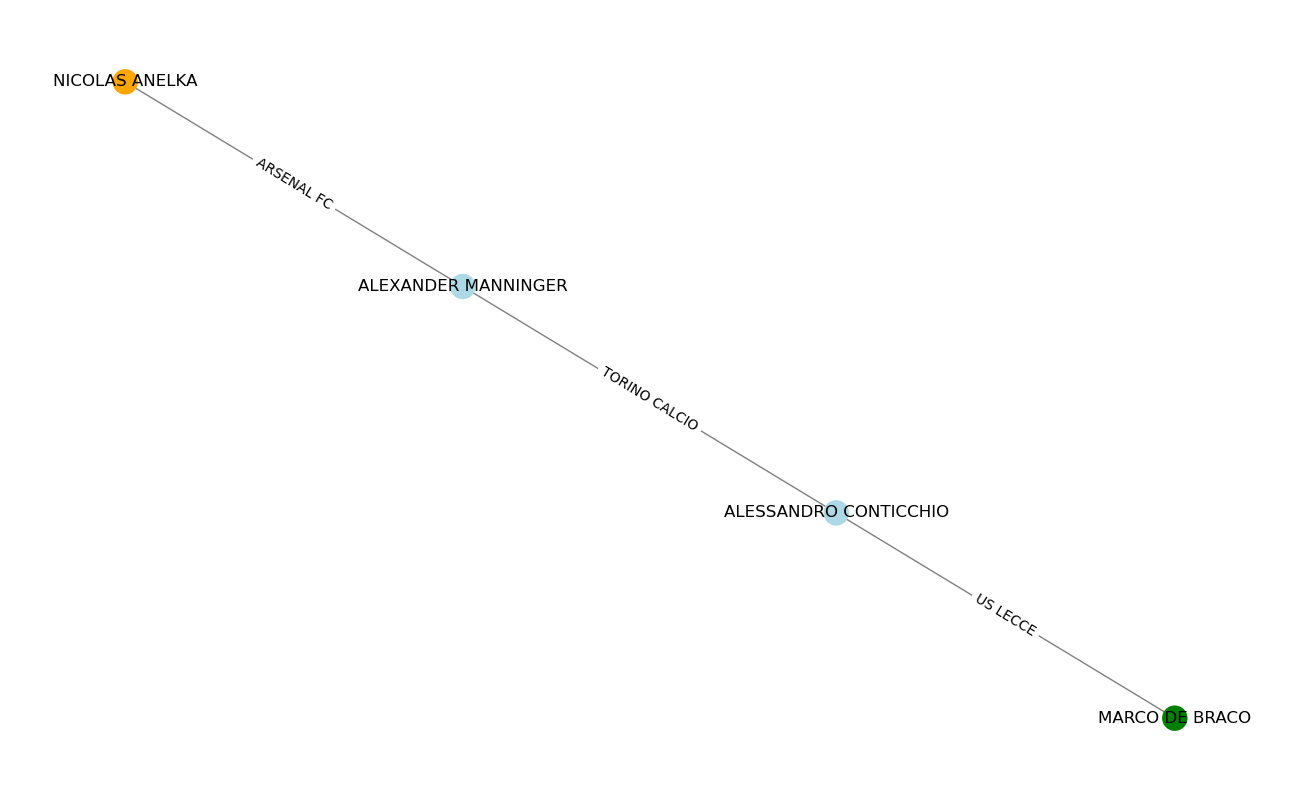 NICOLAS ANELKA
ARSENAL FC
ALEXANDER MANNINGER
TORINO CALCIO
ALESSANDRO CONTICCHIO
US LECCE
MARCO DE BRACO